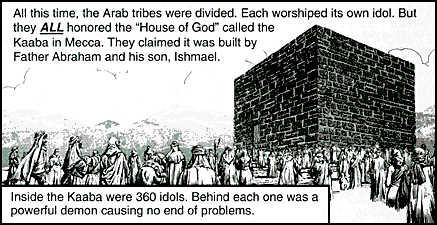 All this time, the Arab tribes were divided. Each worshiped its own idol. But
they ALL honored the “House of God” called the
Kaaba in Mecca. They claimed it was built by
Father Abraham and his son, Ishmael.
Inside the Kaaba were 360 idols. Behind each one was a
powerful demon causing no end of problems.